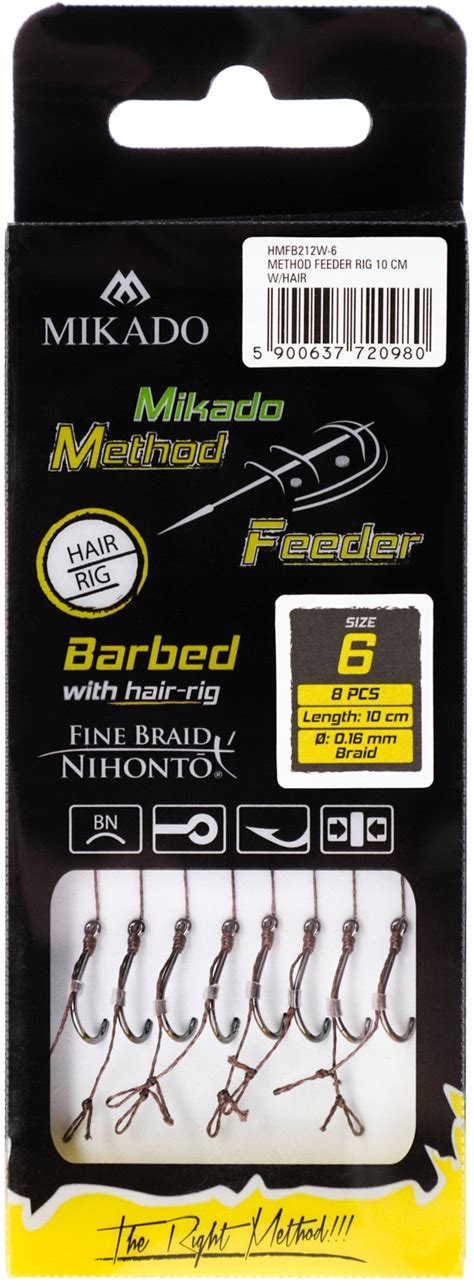 HMFB212W-6
METHOD FEEDER RIG 10 CM
W/HAIR
5 900637 720980
MIKADO
Mikado
Method
Feeder
HAIR
RIG
SIZE
6
8 PCS
Length: 10 cm
Ø: 0.16 mm
Braid
Barbed
with hair-rig
FINE BRAID
NIHONTŌ®
BN
The Right Method!!!